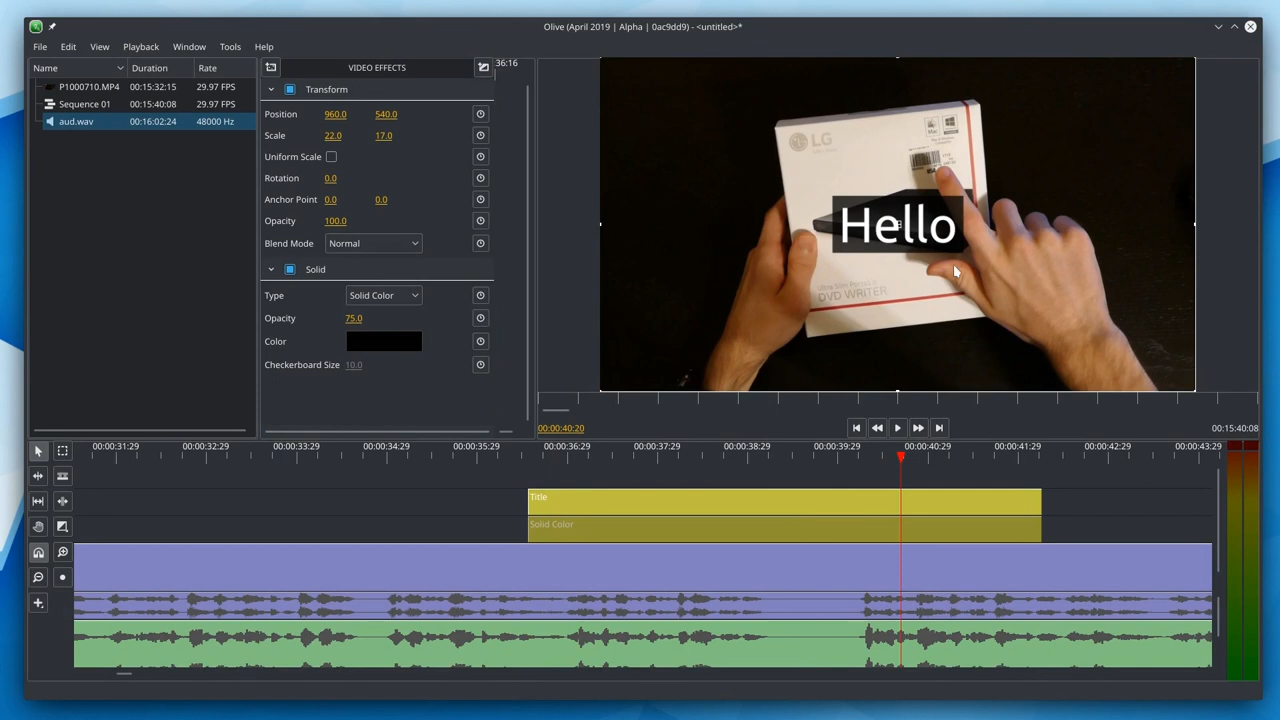 Olive (April 2019 | Alpha | 0ac9dd9) - <untitled>*
File Edit View Playback Window Tools Help
Name Duration Rate
P1000710.MP4 00:15:32:15 29.97 FPS
Sequence 01 00:15:40:08 29.97 FPS
aud.wav 00:16:02:24 48000 Hz
VIDEO EFFECTS
36:16
Transform
Position 960.0 540.0
Scale 22.0 17.0
Uniform Scale
Rotation 0.0
Anchor Point 0.0 0.0
Opacity 100.0
Blend Mode Normal
Solid
Type Solid Color
Opacity 75.0
Color
Checkerboard Size 10.0
LG
Hello
Ultra Slim Portable
DVD WRITER
00:00:40:20 00:15:40:08
00:00:31:29 00:00:32:29 00:00:33:29 00:00:34:29 00:00:35:29 00:00:36:29 00:00:37:29 00:00:38:29 00:00:39:29 00:00:40:29 00:00:41:29 00:00:42:29 00:00:43:29
Title
Solid Color